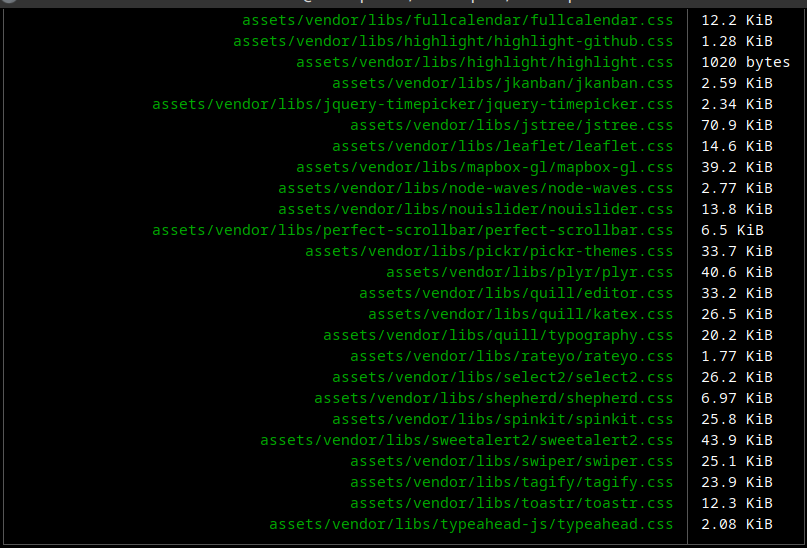 assets/vendor/libs/fullcalendar/fullcalendar.css 12.2 KiB
assets/vendor/libs/highlight/highlight-github.css 1.28 KiB
assets/vendor/libs/highlight/highlight.css 1020 bytes
assets/vendor/libs/jkanban/jkanban.css 2.59 KiB
assets/vendor/libs/jquery-timepicker/jquery-timepicker.css 2.34 KiB
assets/vendor/libs/jstree/jstree.css 70.9 KiB
assets/vendor/libs/leaflet/leaflet.css 14.6 KiB
assets/vendor/libs/mapbox-gl/mapbox-gl.css 39.2 KiB
assets/vendor/libs/node-waves/node-waves.css 2.77 KiB
assets/vendor/libs/nouislider/nouislider.css 13.8 KiB
assets/vendor/libs/perfect-scrollbar/perfect-scrollbar.css 6.5 KiB
assets/vendor/libs/pickr/pickr-themes.css 33.7 KiB
assets/vendor/libs/plyr/plyr.css 40.6 KiB
assets/vendor/libs/quill/editor.css 33.2 KiB
assets/vendor/libs/quill/katex.css 26.5 KiB
assets/vendor/libs/quill/typography.css 20.2 KiB
assets/vendor/libs/rateyo/rateyo.css 1.77 KiB
assets/vendor/libs/select2/select2.css 26.2 KiB
assets/vendor/libs/shepherd/shepherd.css 6.97 KiB
assets/vendor/libs/spinkit/spinkit.css 25.8 KiB
assets/vendor/libs/sweetalert2/sweetalert2.css 43.9 KiB
assets/vendor/libs/swiper/swiper.css 25.1 KiB
assets/vendor/libs/tagify/tagify.css 23.9 KiB
assets/vendor/libs/toastr/toastr.css 12.3 KiB
assets/vendor/libs/typeahead-js/typeahead.css 2.08 KiB